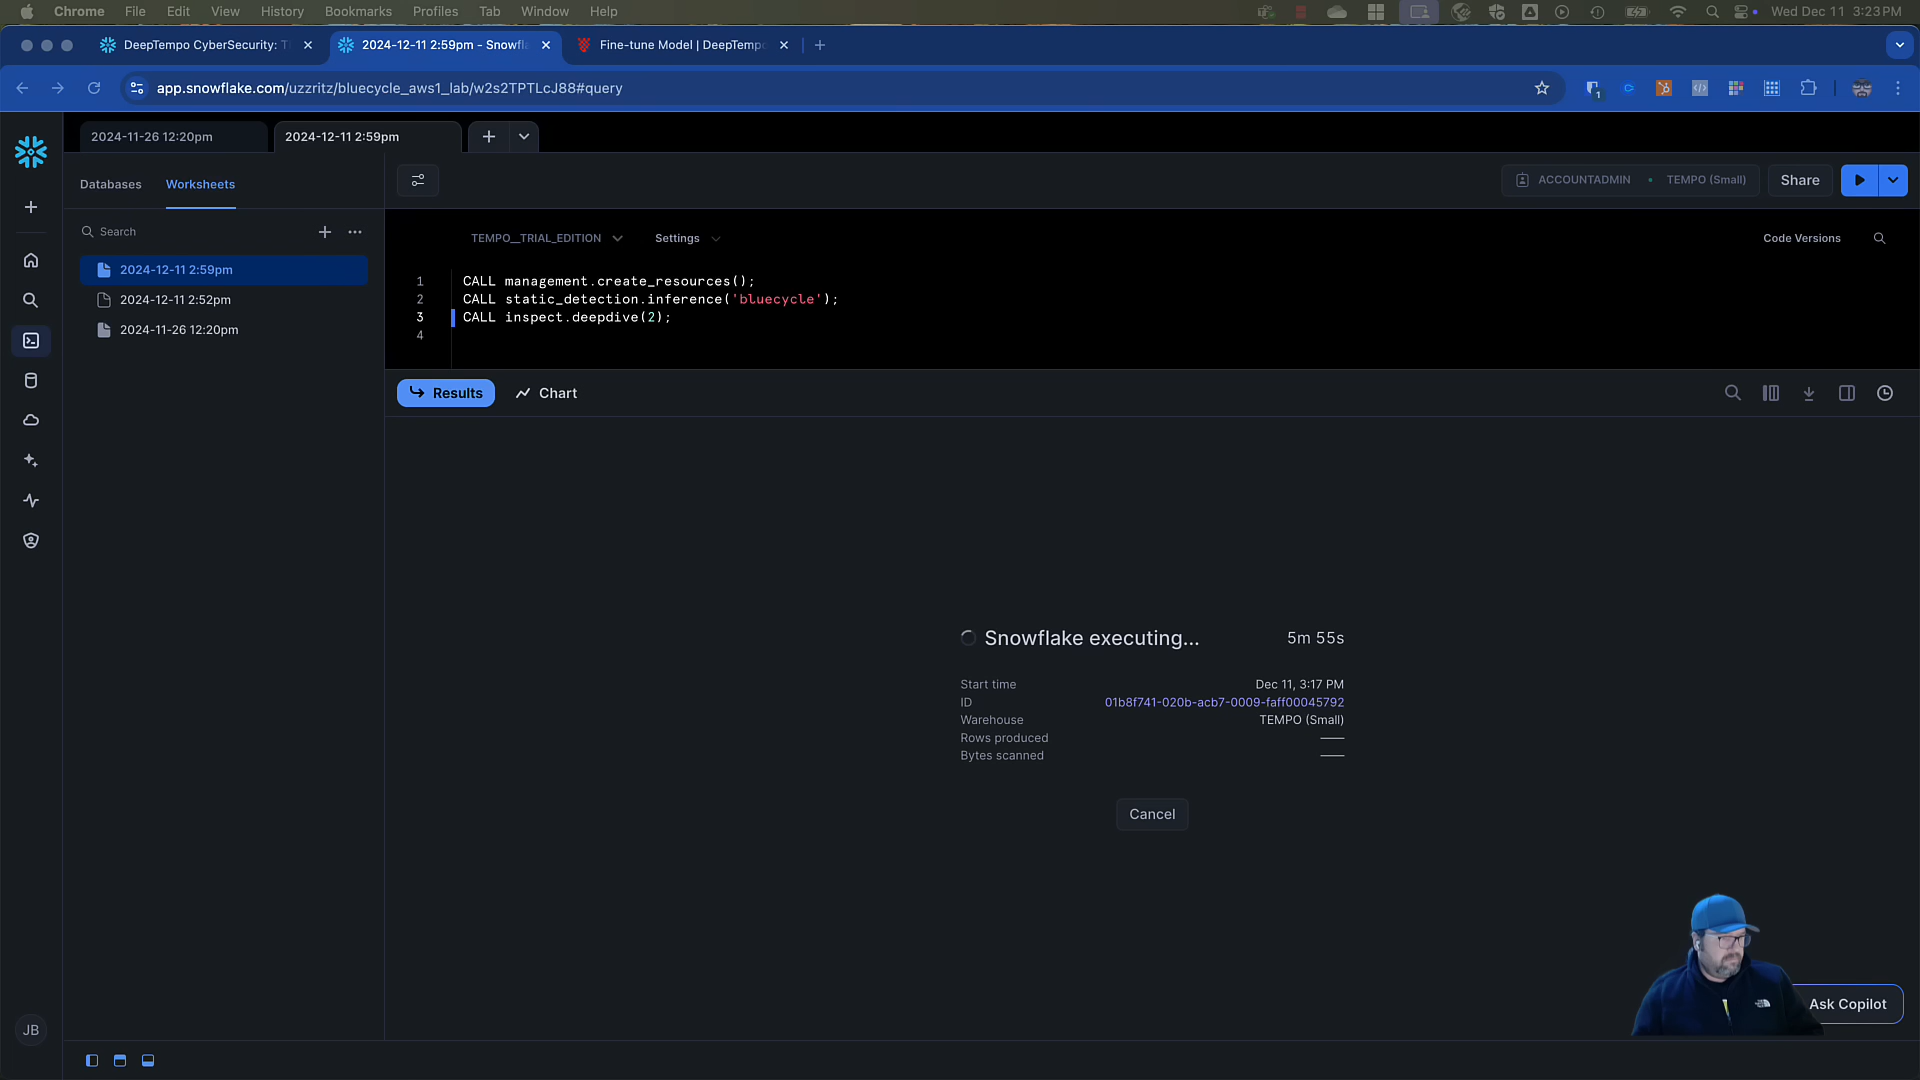 Chrome File Edit View History Bookmarks Profiles Tab Window Help Wed Dec 11 3:23 PM
DeepTempo CyberSecurity: T 2024-12-11 2:59pm - Snowfl Fine-tune Model | DeepTempo
app.snowflake.com/uzzritz/bluecycle_aws1_lab/w2s2TPTLcJ88#query 1
2024-11-26 12:20pm 2024-12-11 2:59pm
Databases Worksheets ACCOUNTADMIN • TEMPO (Small) Share
Search
TEMPO__TRIAL_EDITION Settings Code Versions
2024-12-11 2:59pm
2024-12-11 2:52pm
2024-11-26 12:20pm
1 CALL management.create_resources();
2 CALL static_detection.inference('bluecycle');
3 CALL inspect.deepdive(2);
4
Results Chart
Snowflake executing... 5m 55s
Start time Dec 11, 3:17 PM
ID 01b8f741-020b-acb7-0009-faff00045792
Warehouse TEMPO (Small)
Rows produced
Bytes scanned
Cancel
Ask Copilot
JB